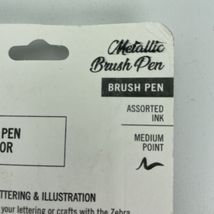 Metallic
Brush Pen
BRUSH PEN
ASSORTED
INK
PEN
OR
MEDIUM
POINT
TTERING & ILLUSTRATION
your lettering or crafts with the Zebra